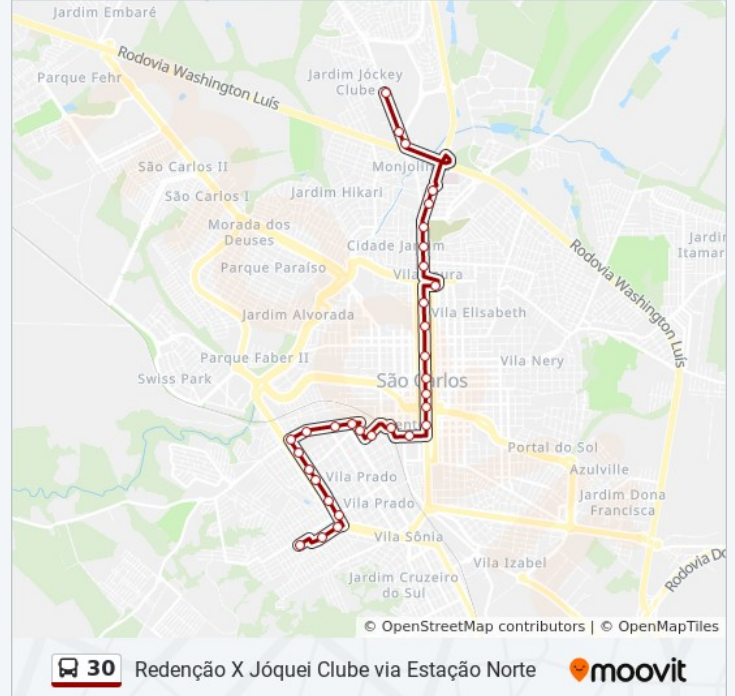 Jardim Embaré
Rodovia Washington Luís
Parque Fehr
Jardim Jóckey
Clube
São Carlos II
Monjolin
São Carlos I
Jardim Hikari
Morada dos
Deuses
Cidade Jardim
Jardin
Itamar
Rodovia Washington Luís
Parque Paraíso
Vila
ura
Jardim Alvorada
Vila Elisabeth
Parque Faber II
Vila Nery
Swiss Park
São Carlos
Portal do Sol
Vila Prado
Azulville
Vila Prado
Jardim Dona
Francisca
Vila Sônia
Vila Izabel
Rodovia Do
Jardim Cruzeiro
do Sul
© OpenStreetMap contributors | © OpenMapTiles
30 Redenção X Jóquei Clube via Estação Norte moovit